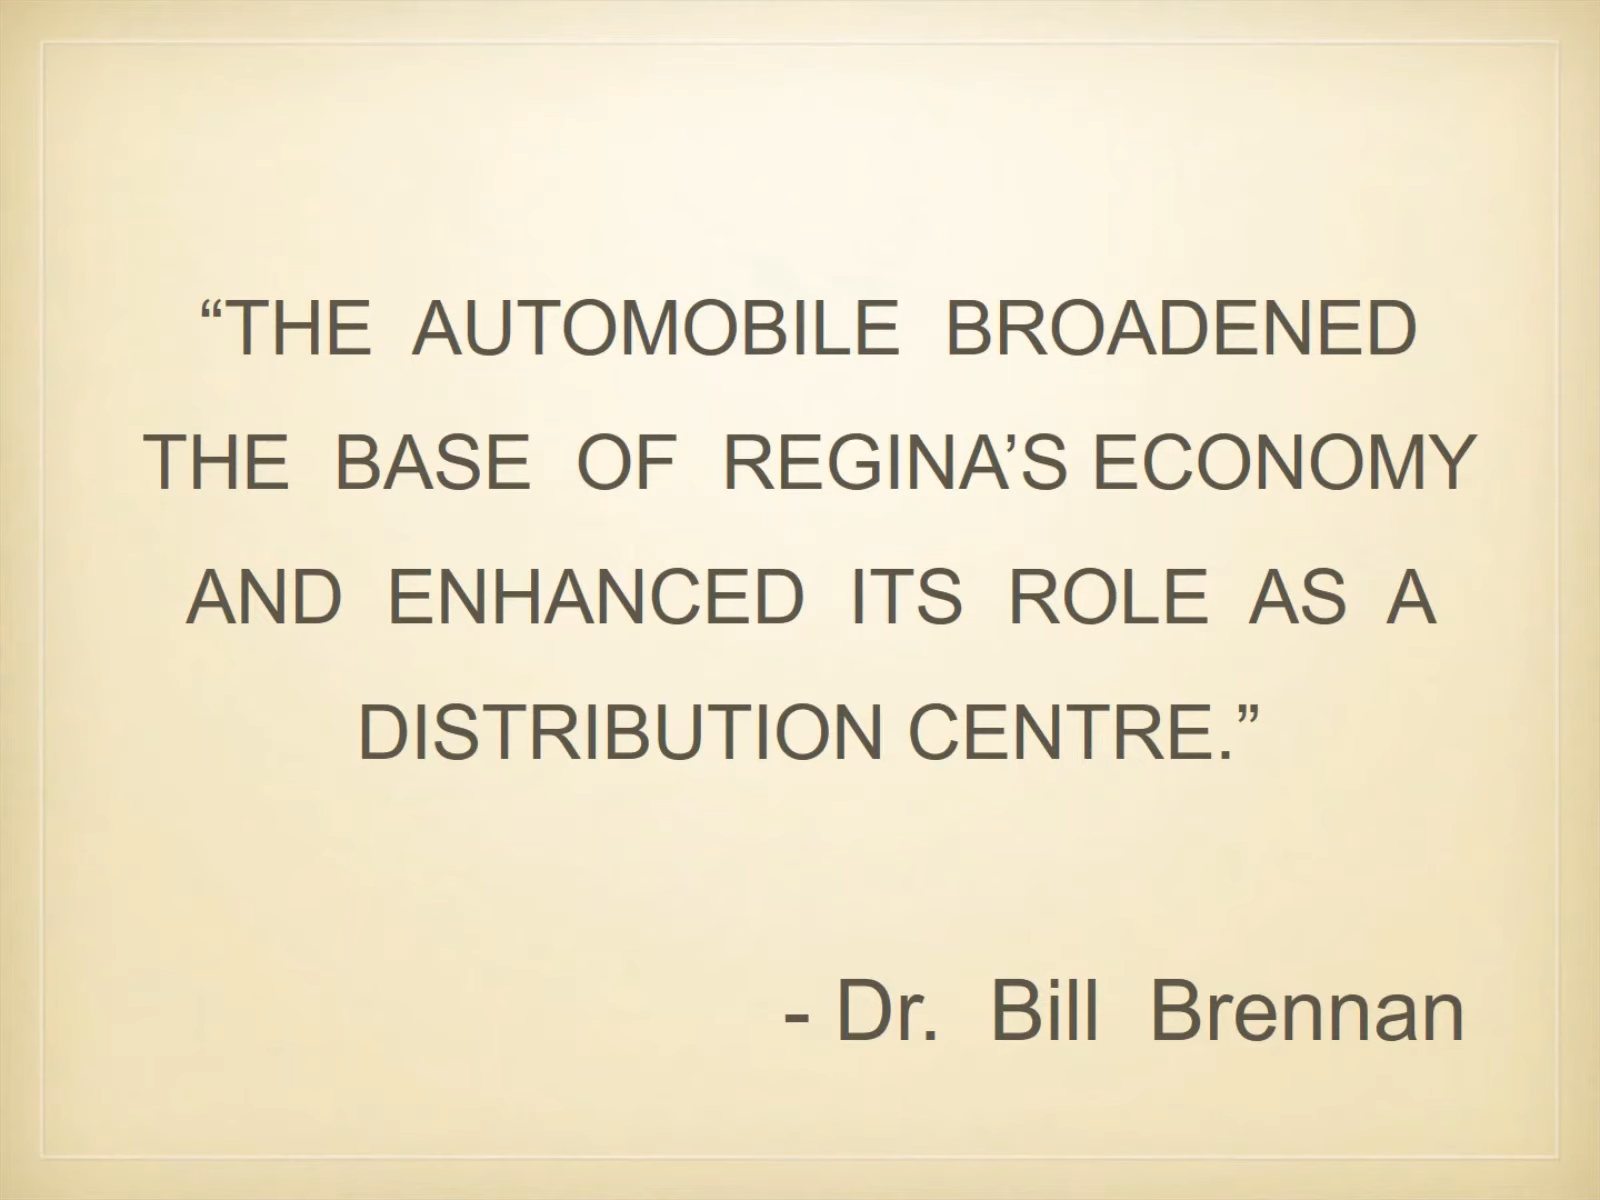 “THE AUTOMOBILE BROADENED
THE BASE OF REGINA’S ECONOMY
AND ENHANCED ITS ROLE AS A
DISTRIBUTION CENTRE.”
- Dr. Bill Brennan